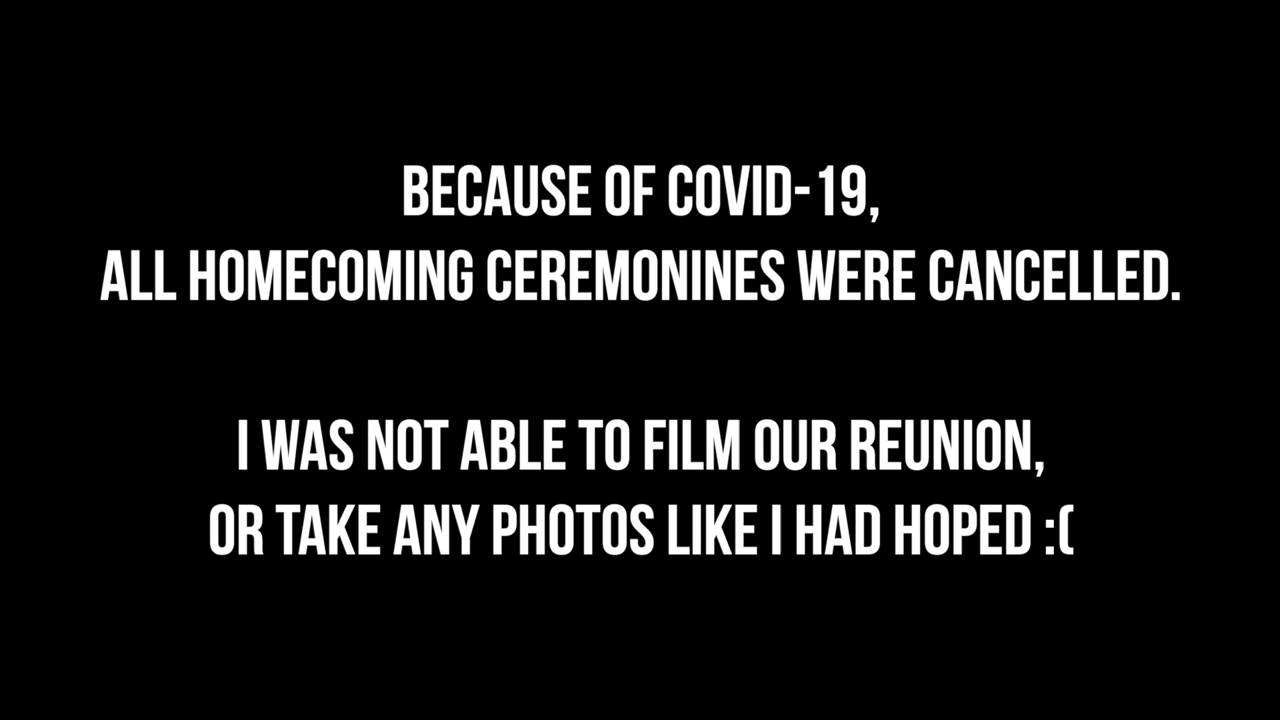 BECAUSE OF COVID-19,
ALL HOMECOMING CEREMONINES WERE CANCELLED.
I WAS NOT ABLE TO FILM OUR REUNION,
OR TAKE ANY PHOTOS LIKE I HAD HOPED :(